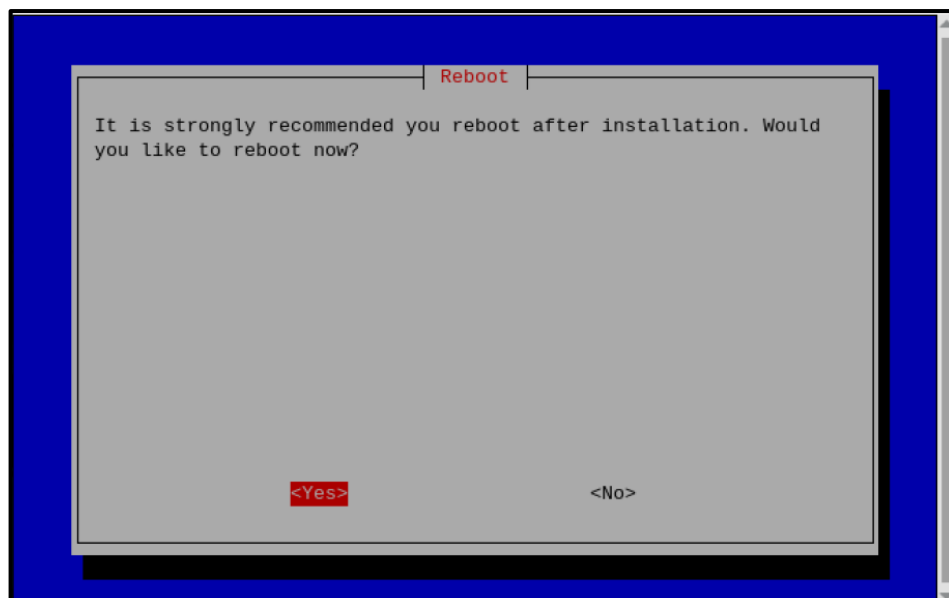 Reboot
It is strongly recommended you reboot after installation. Would
you like to reboot now?
<Yes> <No>